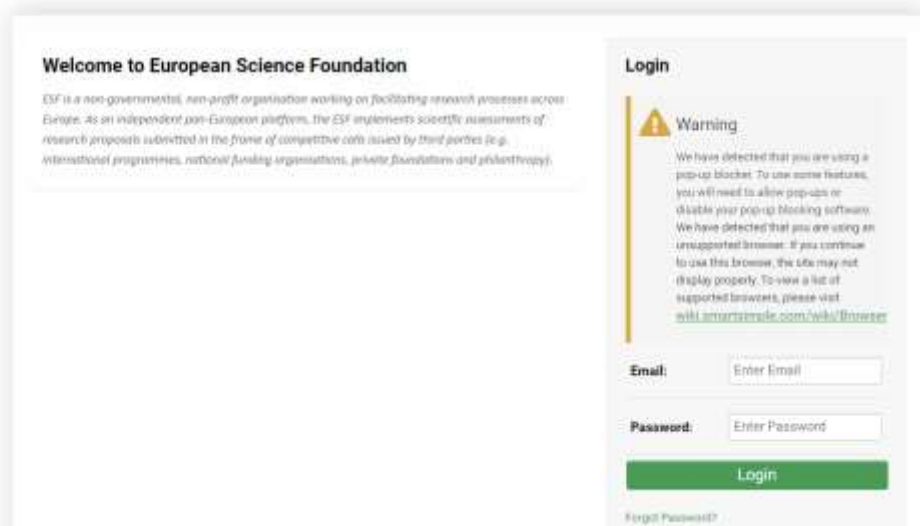 Welcome to European Science Foundation
ESF is a non-governmental, non-profit organisation working on facilitating research processes across
Europe. As an independent pan-European platform, the ESF implements scientific assessments of
research proposals submitted in the frame of competitive calls issued by third parties (e.g.
international programmes, national funding organisations, private foundations and philanthropy).
Login
Warning
We have detected that you are using a
pop-up blocker. To use some features,
you will need to allow pop-ups or
disable your pop-up blocking software.
We have detected that you are using an
unsupported browser. If you continue
to use this browser, the site may not
display properly. To view a list of
supported browsers, please visit
wiki.smartsimple.com/wiki/Browser
Email:
Enter Email
Password:
Enter Password
Login
Forgot Password?